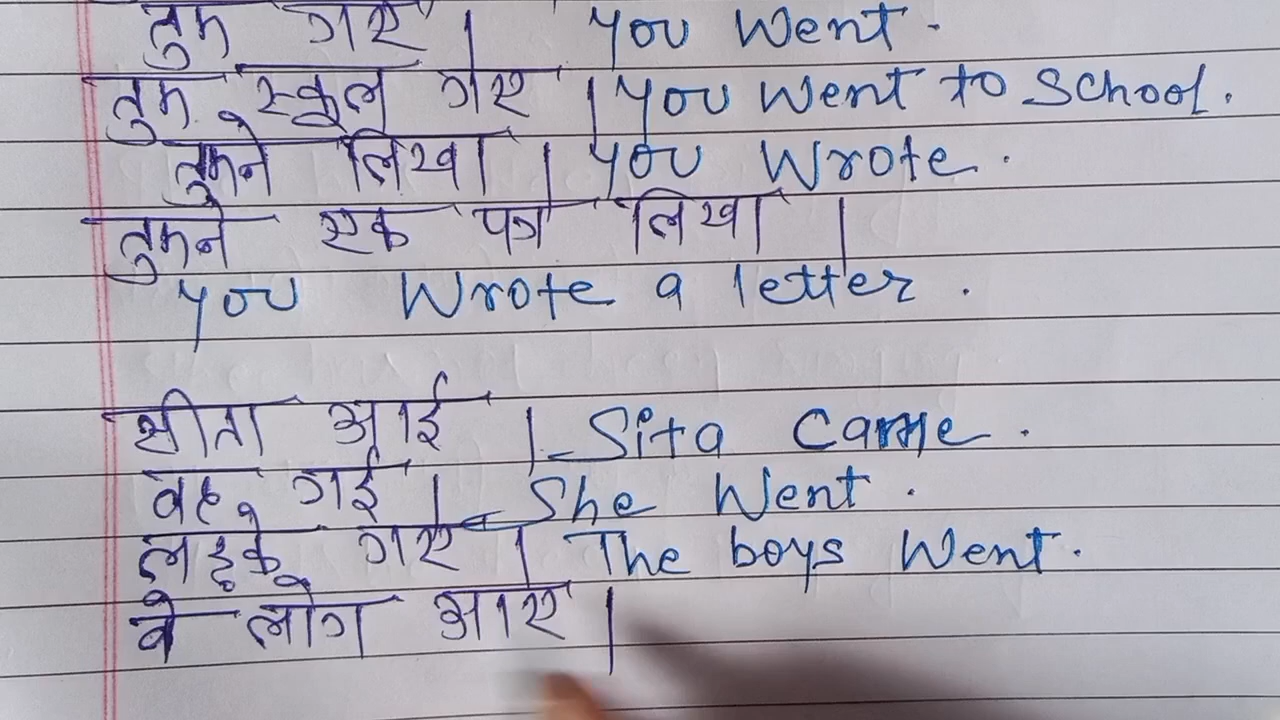 तुम गए । You Went.
तुम स्कूल गए । You Went to School.
तुमने लिखा । You Wrote.
तुमने एक पत्र लिखा ।
You Wrote a letter.
सीता आई । Sita Came.
वह गई । She Went.
लड़के गए । The boys Went.
वे लोग आए ।